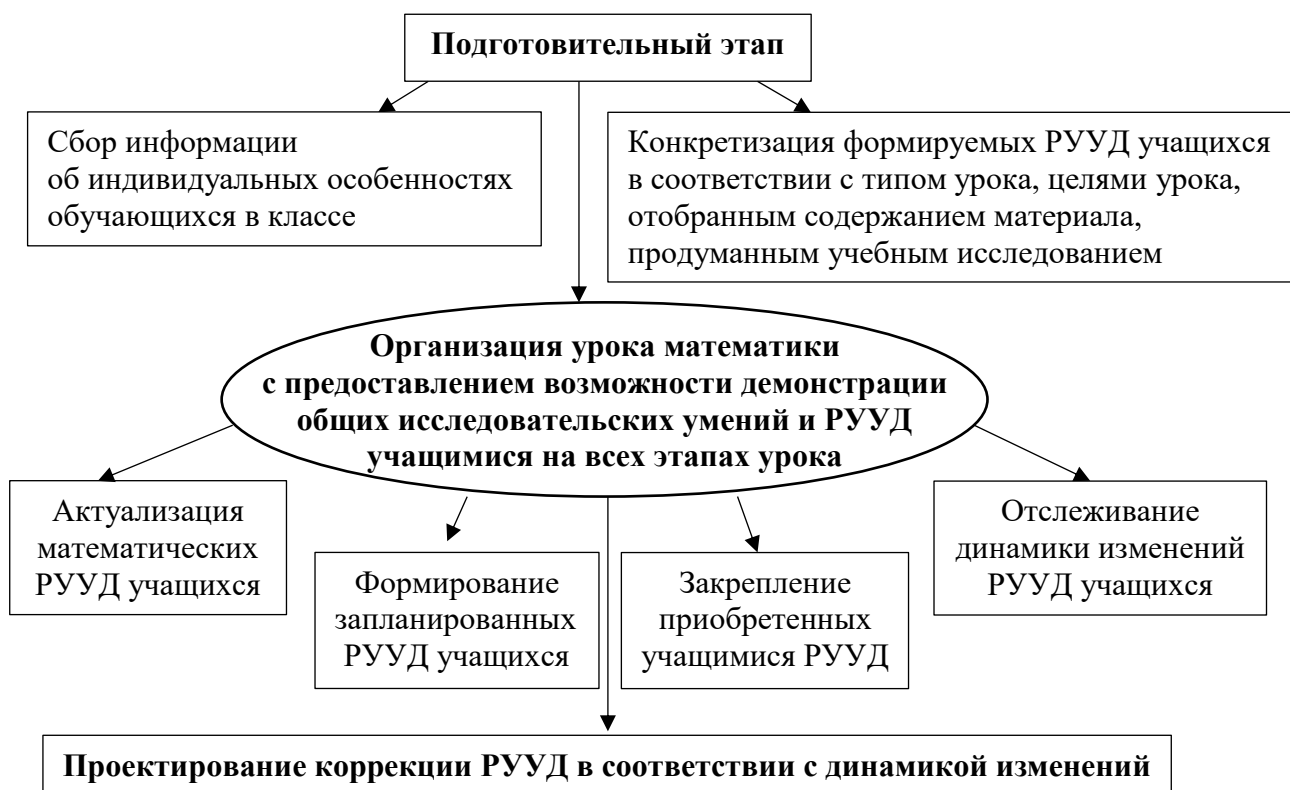 Подготовительный этап
Сбор информации
об индивидуальных особенностях
обучающихся в классе
Конкретизация формируемых РУУД учащихся
в соответствии с типом урока, целями урока,
отобранным содержанием материала,
продуманным учебным исследованием
Организация урока математики
с предоставлением возможности демонстрации
общих исследовательских умений и РУУД
учащимися на всех этапах урока
Актуализация
математических
РУУД учащихся
Формирование
запланированных
РУУД учащихся
Закрепление
приобретенных
учащимися РУУД
Отслеживание
динамики изменений
РУУД учащихся
Проектирование коррекции РУУД в соответствии с динамикой изменений